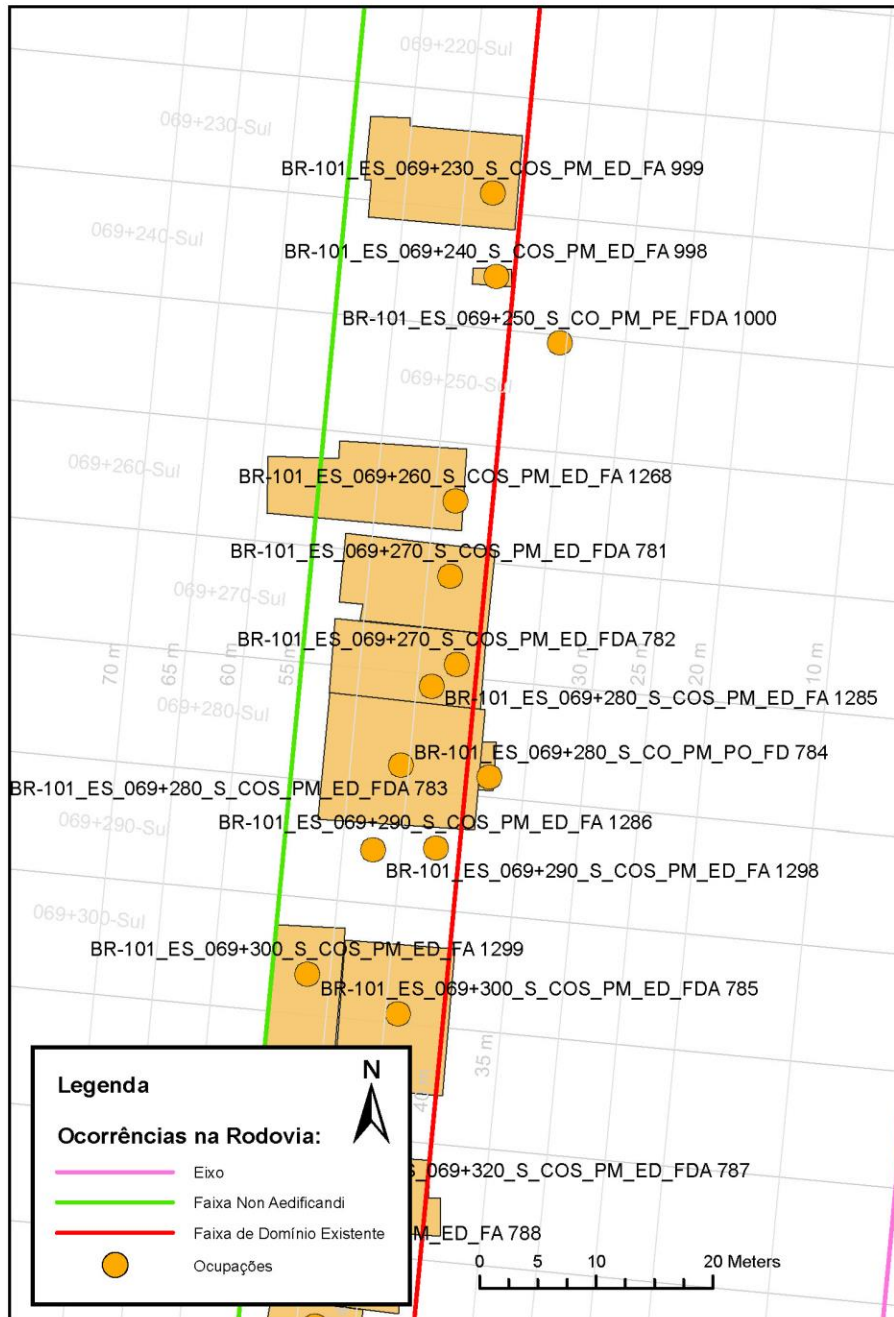 069+220-Sul
069+230-Sul
BR-101_ES_069+230_S_COS_PM_ED_FA 999
069+240-Sul
BR-101_ES_069+240_S_COS_PM_ED_FA 998
BR-101_ES_069+250_S_CO_PM_PE_FDA 1000
069+250-Sul
069+260-Sul
BR-101_ES_069+260_S_COS_PM_ED_FA 1268
BR-101_ES_069+270_S_COS_PM_ED_FDA 781
069+270-Sul
BR-101_ES_069+270_S_COS_PM_ED_FDA 782
70 m
65 m
60 m
55 m
30 m
25 m
20 m
10 m
BR-101_ES_069+280_S_COS_PM_ED_FA 1285
069+280-Sul
BR-101_ES_069+280_S_CO_PM_PO_FD 784
BR-101_ES_069+280_S_COS_PM_ED_FDA 783
069+290-Sul
BR-101_ES_069+290_S_COS_PM_ED_FA 1286
BR-101_ES_069+290_S_COS_PM_ED_FA 1298
069+300-Sul
BR-101_ES_069+300_S_COS_PM_ED_FA 1299
BR-101_ES_069+300_S_COS_PM_ED_FDA 785
35 m
40 m
Legenda
N
Ocorrências na Rodovia:
Eixo
Faixa Non Aedificandi
Faixa de Domínio Existente
Ocupações
S_069+320_S_COS_PM_ED_FDA 787
M_ED_FA 788
0 5 10 20 Meters